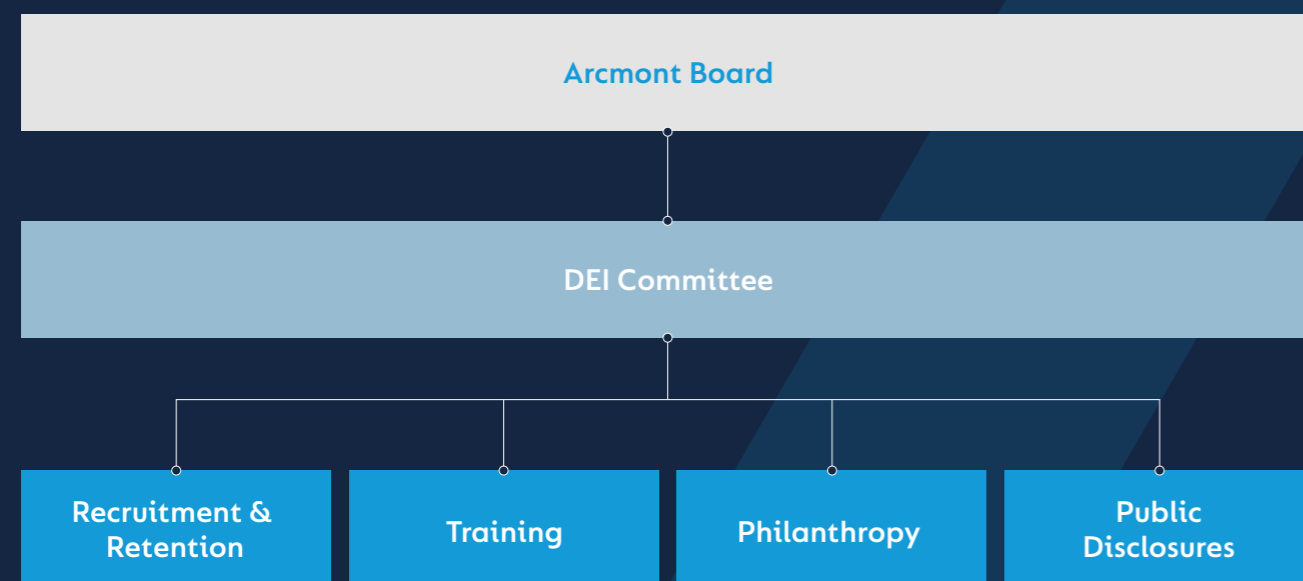 Arcmont Board
DEI Committee
Recruitment &
Retention
Training
Philanthropy
Public
Disclosures